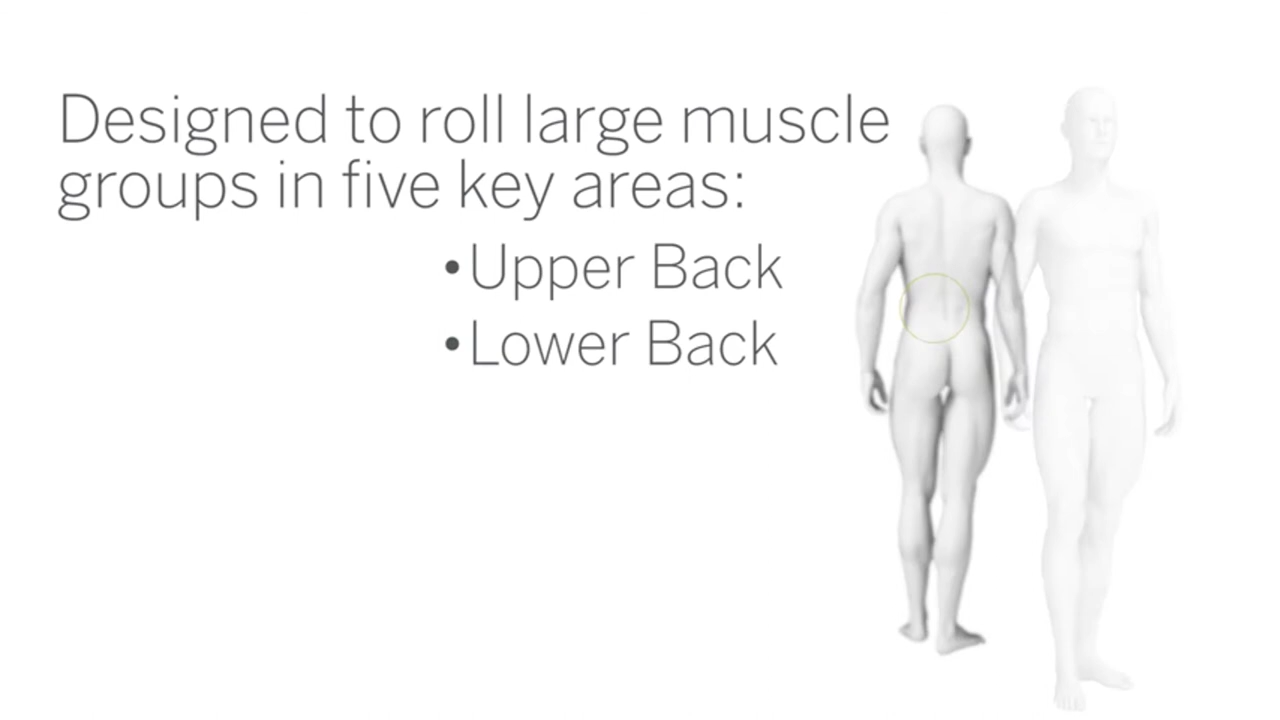 Designed to roll large muscle
groups in five key areas:
•Upper Back
•Lower Back